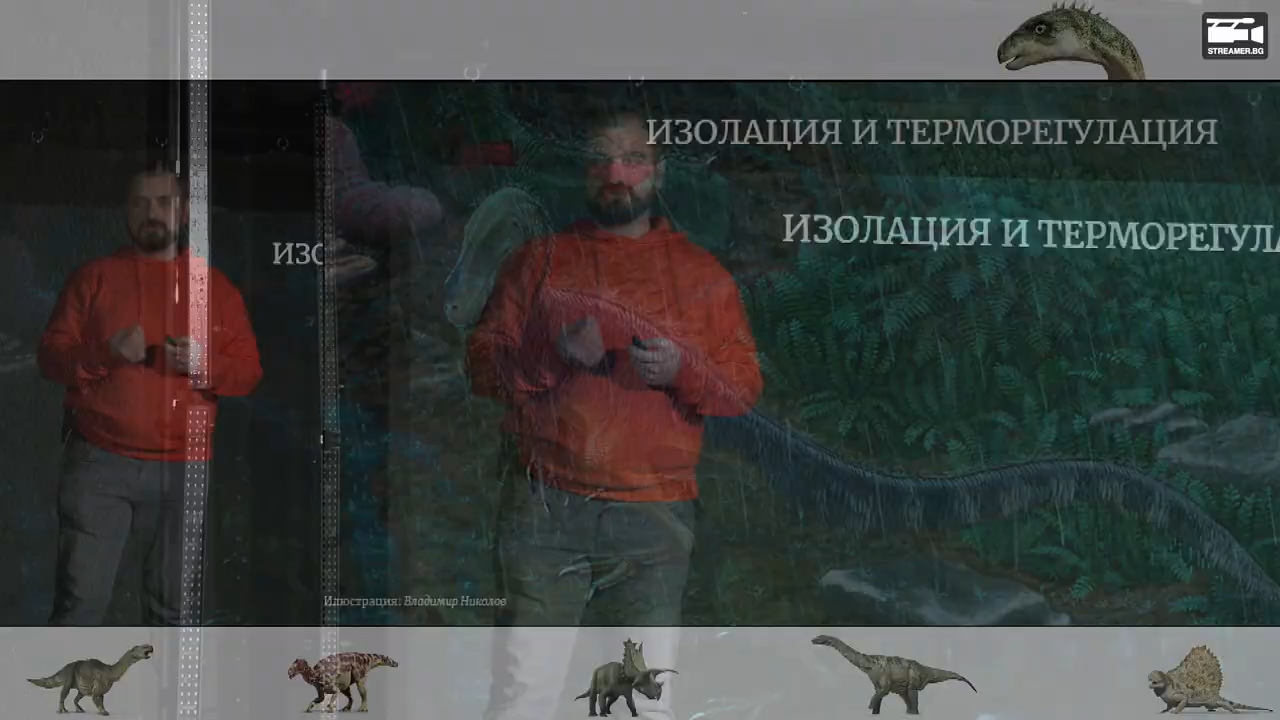 STREAMER.BG
ИЗОЛАЦИЯ И ТЕРМОРЕГУЛАЦИЯ
ИЗОЛАЦИЯ И ТЕРМОРЕГУЛА
ИЗО
Илюстрация: Владимир Николов